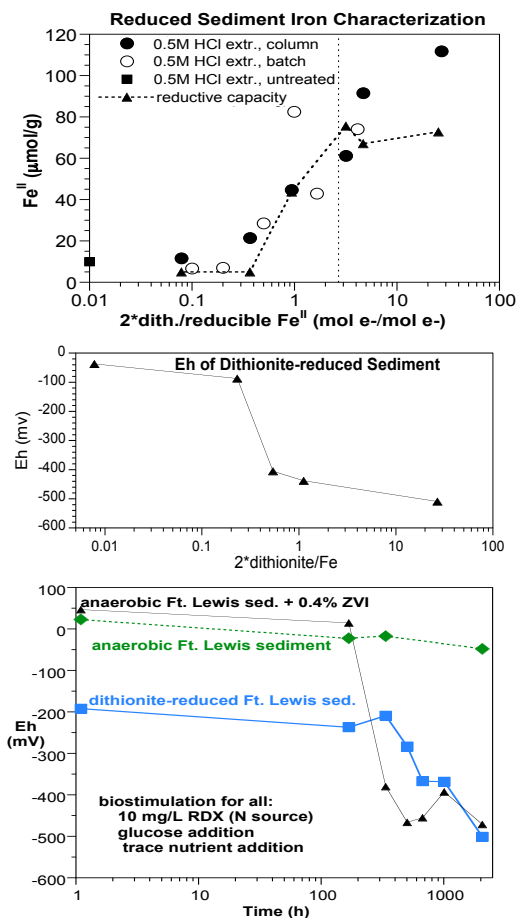 Reduced Sediment Iron Characterization
120
100
80
60
40
20
0
Fe^II (µmol/g)
0.5M HCl extr., column
0.5M HCl extr., batch
0.5M HCl extr., untreated
reductive capacity
0.01
0.1
1
10
100
2*dith./reducible Fe^II (mol e-/mol e-)
Eh of Dithionite-reduced Sediment
0
-100
-200
-300
-400
-500
-600
Eh (mv)
0.01
0.1
1
10
100
2*dithionite/Fe
100
0
-100
-200
-300
-400
-500
-600
Eh
(mV)
anaerobic Ft. Lewis sed. + 0.4% ZVI
anaerobic Ft. Lewis sediment
dithionite-reduced Ft. Lewis sed.
biostimulation for all:
10 mg/L RDX (N source)
glucose addition
trace nutrient addition
1
10
100
1000
Time (h)